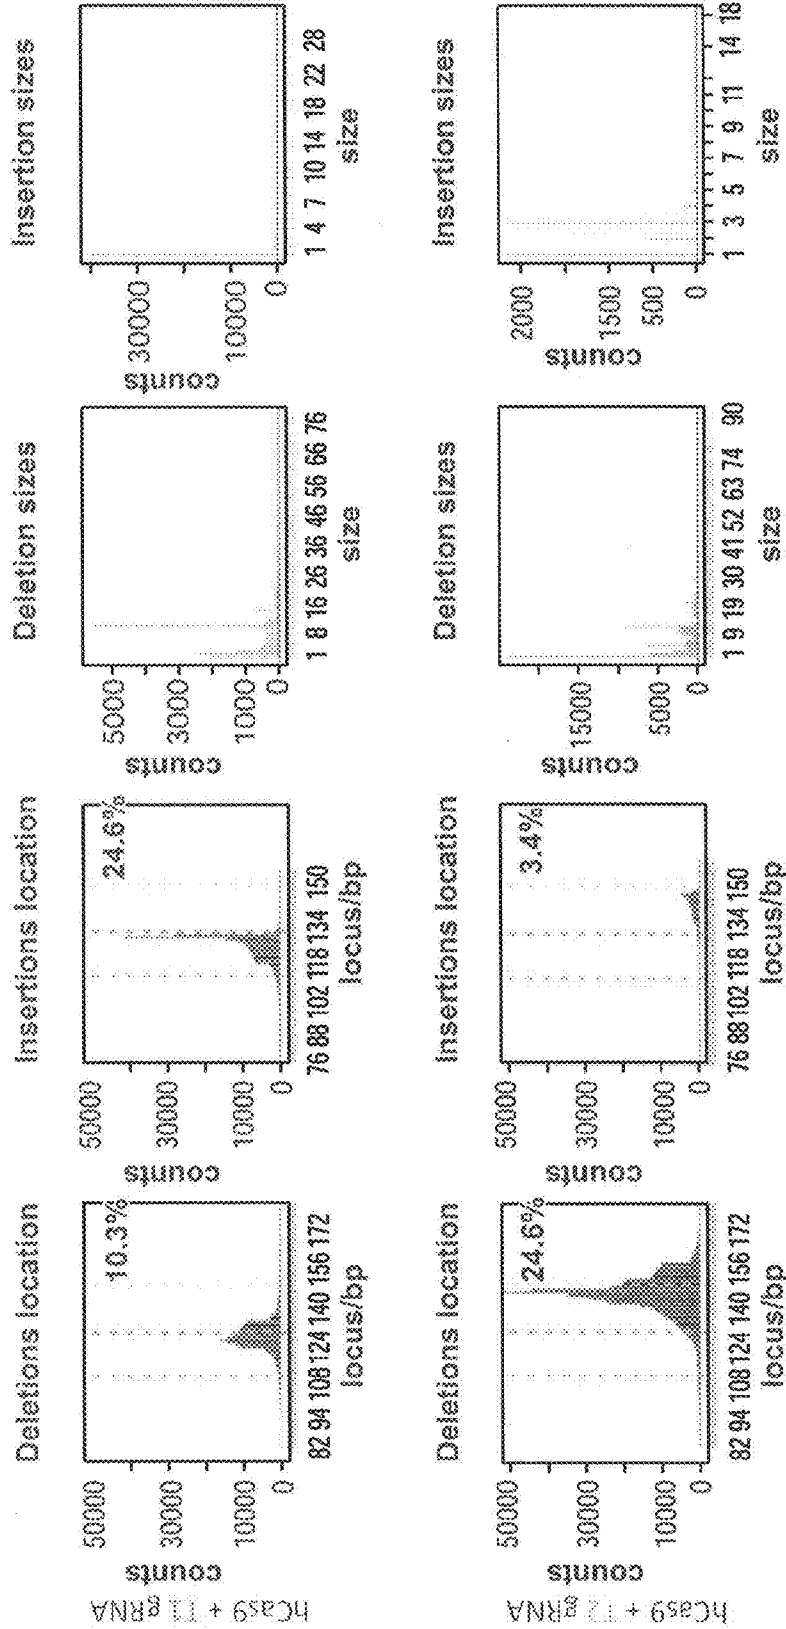 hCas9 + T1 gRNA
Deletions location
10.3%
counts
50000
30000
10000
0
82 94 108 124 140 156 172
locus/bp
Insertions location
24.6%
counts
50000
30000
10000
0
76 88 102 118 134 150
locus/bp
Deletion sizes
counts
5000
3000
1000
0
1 8 16 26 36 46 56 66 76
size
Insertion sizes
counts
30000
10000
0
1 4 7 10 14 18 22 28
size
hCas9 + T2 gRNA
Deletions location
24.6%
counts
50000
30000
10000
0
82 94 108 124 140 156 172
locus/bp
Insertions location
3.4%
counts
50000
30000
10000
0
76 88 102 118 134 150
locus/bp
Deletion sizes
counts
15000
5000
0
1 9 19 30 41 52 63 74 90
size
Insertion sizes
counts
2000
1500
500
0
1 3 5 7 9 11 14 18
size